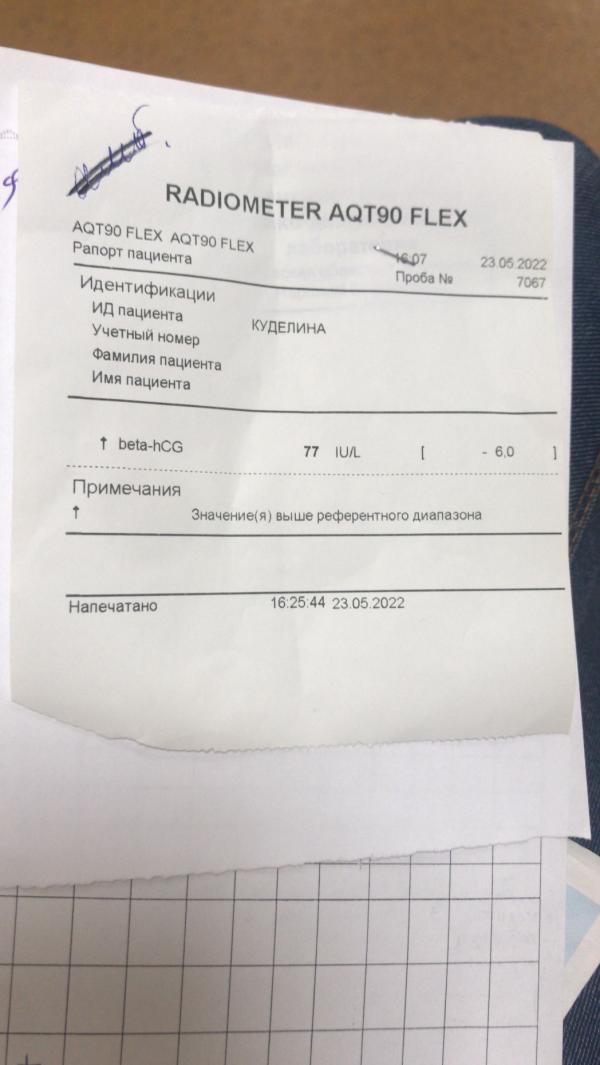 RADIOMETER AQT90 FLEX
AQT90 FLEX AQT90 FLEX
Рапорт пациента 16:07 23.05.2022
Проба № 7067
Идентификации
ИД пациента КУДЕЛИНА
Учетный номер
Фамилия пациента
Имя пациента
↑ beta-hCG 77 IU/L [ - 6,0 ]
Примечания
↑ Значение(я) выше референтного диапазона
Напечатано 16:25:44 23.05.2022